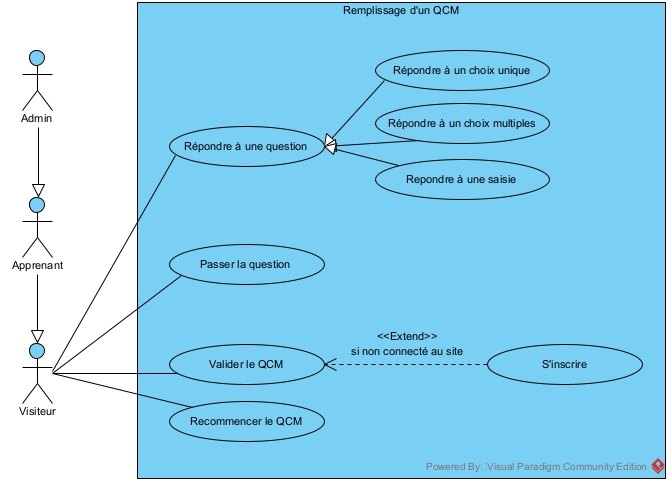 Remplissage d'un QCM
Admin
Apprenant
Visiteur
Répondre à une question
Répondre à un choix unique
Répondre à un choix multiples
Repondre à une saisie
Passer la question
Valider le QCM
<<Extend>>
si non connecté au site
S'inscrire
Recommencer le QCM
Powered By: Visual Paradigm Community Edition